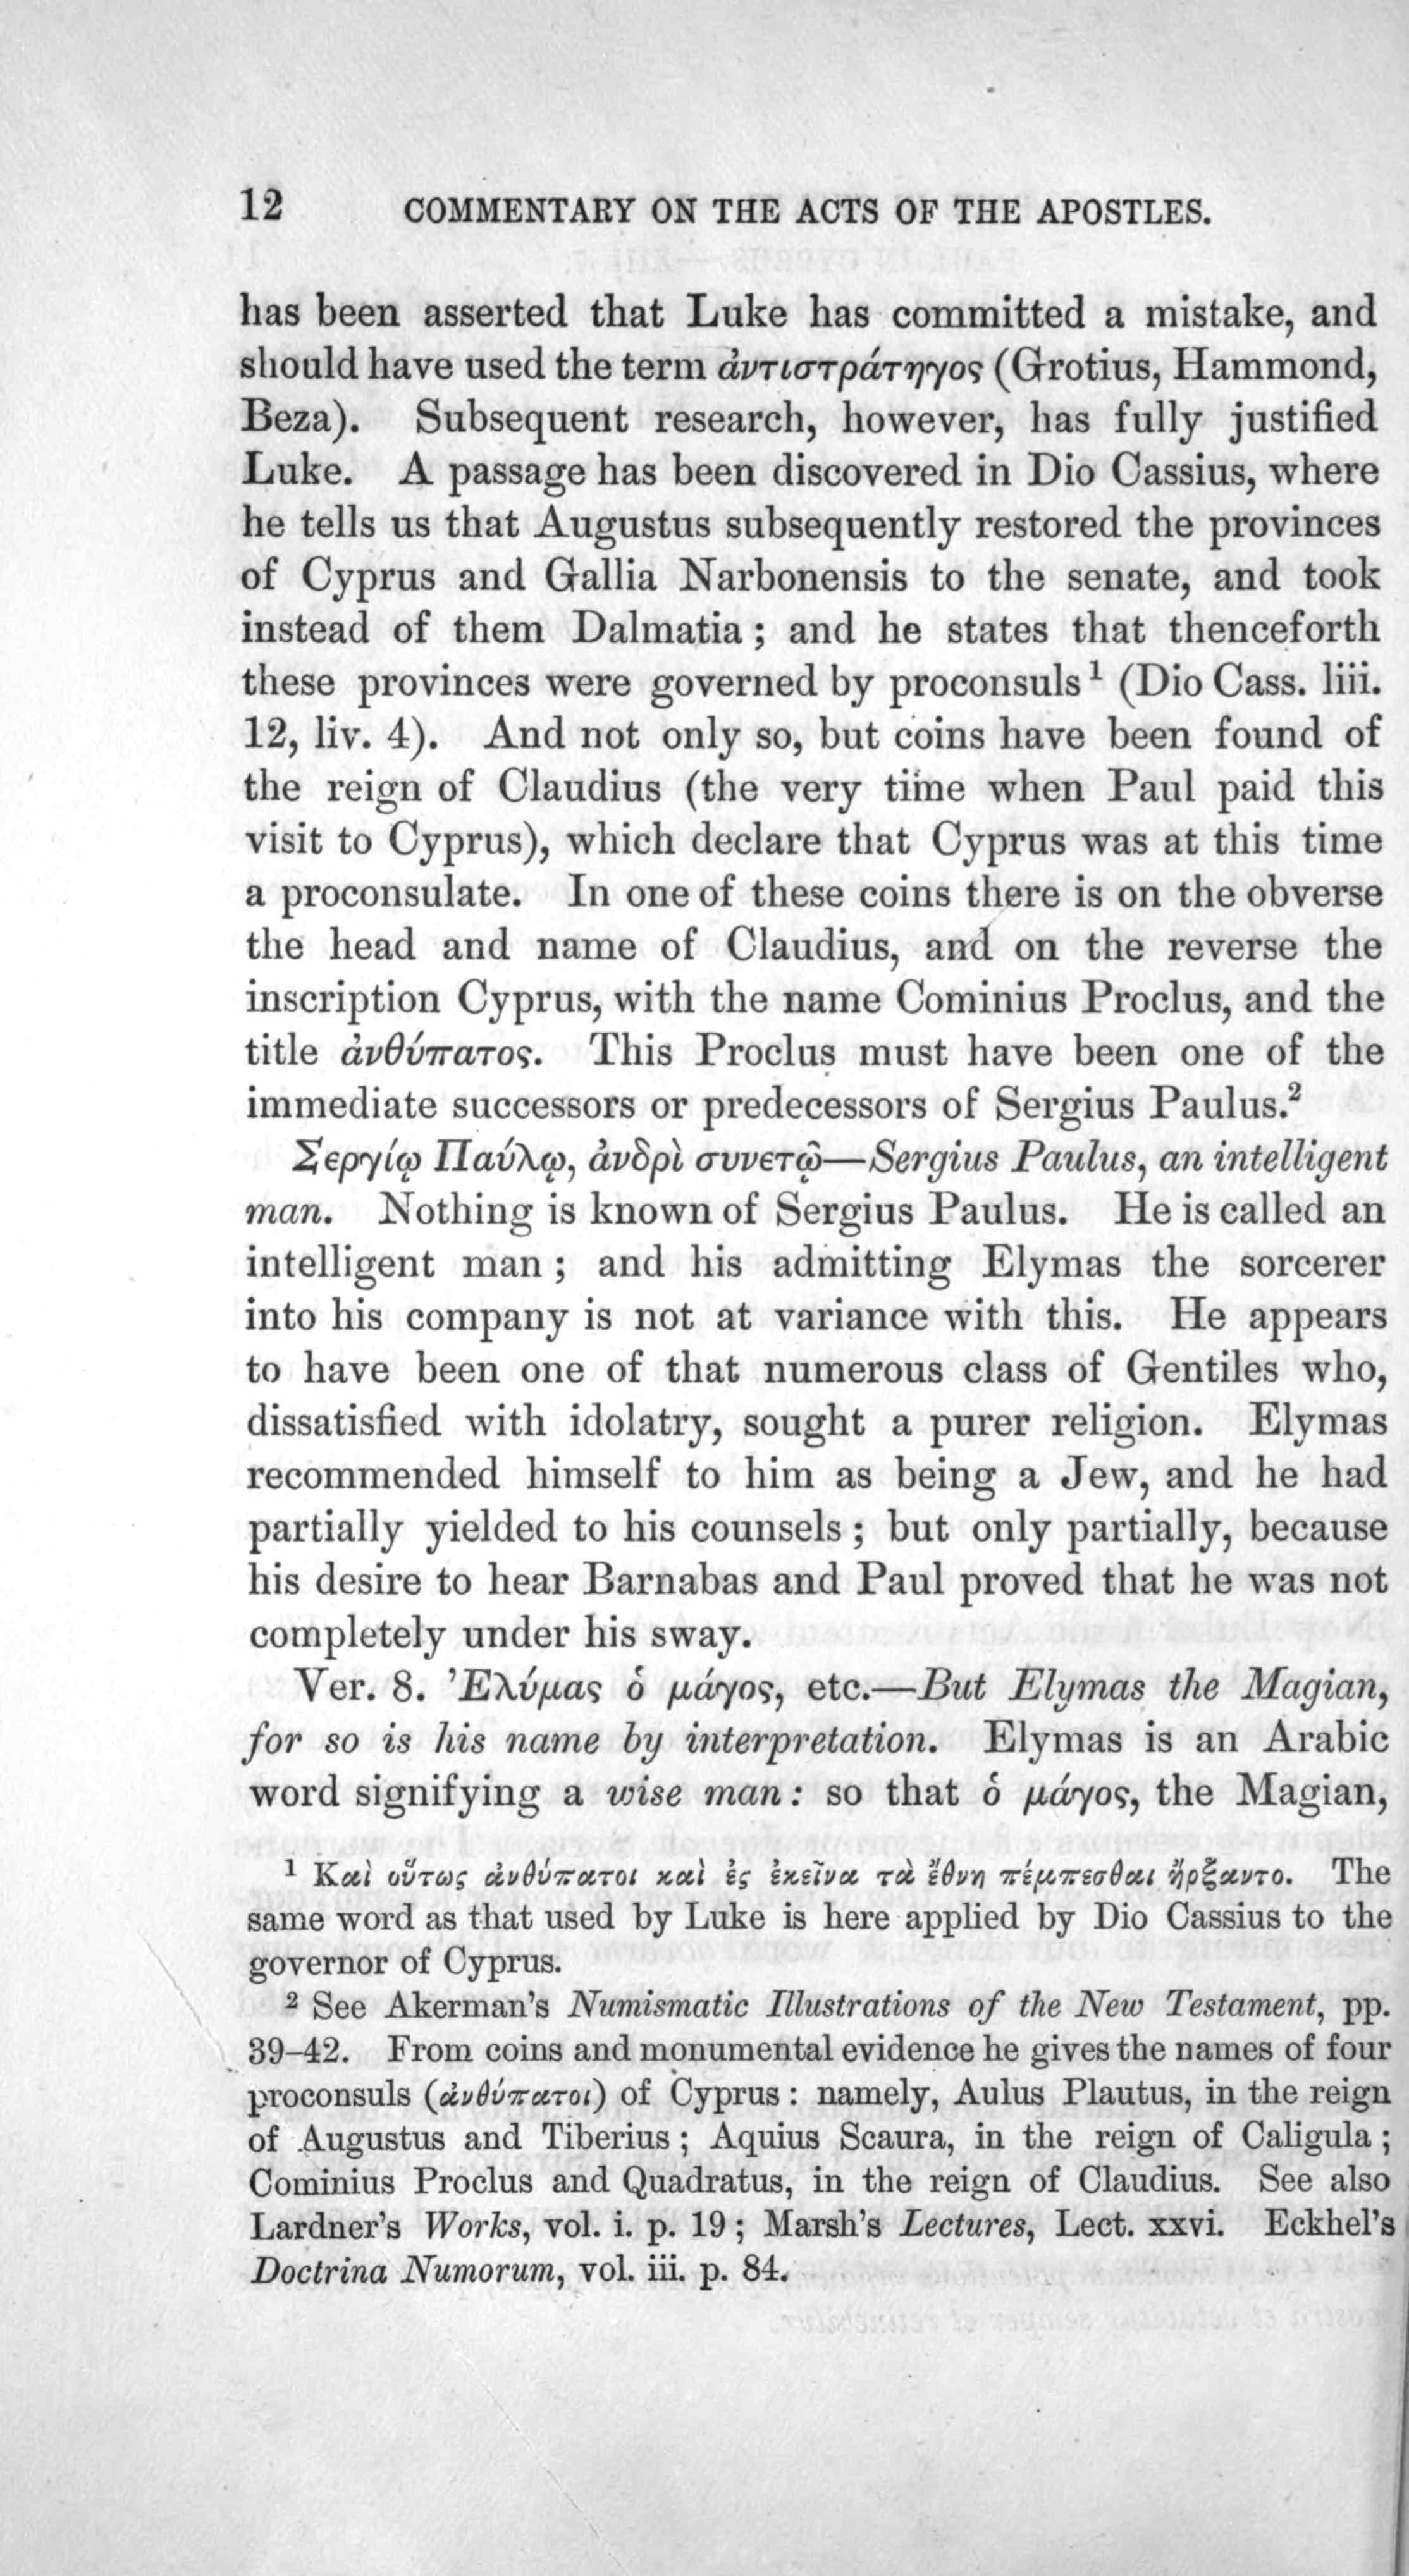 12 COMMENTARY ON THE ACTS OF THE APOSTLES.
has been asserted that Luke has committed a mistake, and
should have used the term ἀντιστράτηγος (Grotius, Hammond,
Beza). Subsequent research, however, has fully justified
Luke. A passage has been discovered in Dio Cassius, where
he tells us that Augustus subsequently restored the provinces
of Cyprus and Gallia Narbonensis to the senate, and took
instead of them Dalmatia; and he states that thenceforth
these provinces were governed by proconsuls¹ (Dio Cass. liii.
12, liv. 4). And not only so, but coins have been found of
the reign of Claudius (the very time when Paul paid this
visit to Cyprus), which declare that Cyprus was at this time
a proconsulate. In one of these coins there is on the obverse
the head and name of Claudius, and on the reverse the
inscription Cyprus, with the name Cominius Proclus, and the
title ἀνθύπατος. This Proclus must have been one of the
immediate successors or predecessors of Sergius Paulus.²
Σεργίῳ Παύλῳ, ἀνδρὶ συνετῷ—Sergius Paulus, an intelligent
man. Nothing is known of Sergius Paulus. He is called an
intelligent man; and his admitting Elymas the sorcerer
into his company is not at variance with this. He appears
to have been one of that numerous class of Gentiles who,
dissatisfied with idolatry, sought a purer religion. Elymas
recommended himself to him as being a Jew, and he had
partially yielded to his counsels; but only partially, because
his desire to hear Barnabas and Paul proved that he was not
completely under his sway.
Ver. 8. Ἐλύμας ὁ μάγος, etc.—But Elymas the Magian,
for so is his name by interpretation. Elymas is an Arabic
word signifying a wise man: so that ὁ μάγος, the Magian,
¹ Καὶ οὕτως ἀνθύπατοι καὶ ἐς ἐκεῖνα τὰ ἔθνη πέμπεσθαι ἤρξαντο. The
same word as that used by Luke is here applied by Dio Cassius to the
governor of Cyprus.
² See Akerman's Numismatic Illustrations of the New Testament, pp.
39–42. From coins and monumental evidence he gives the names of four
proconsuls (ἀνθύπατοι) of Cyprus: namely, Aulus Plautus, in the reign
of Augustus and Tiberius; Aquius Scaura, in the reign of Caligula;
Cominius Proclus and Quadratus, in the reign of Claudius. See also
Lardner's Works, vol. i. p. 19; Marsh's Lectures, Lect. xxvi. Eckhel's
Doctrina Numorum, vol. iii. p. 84.